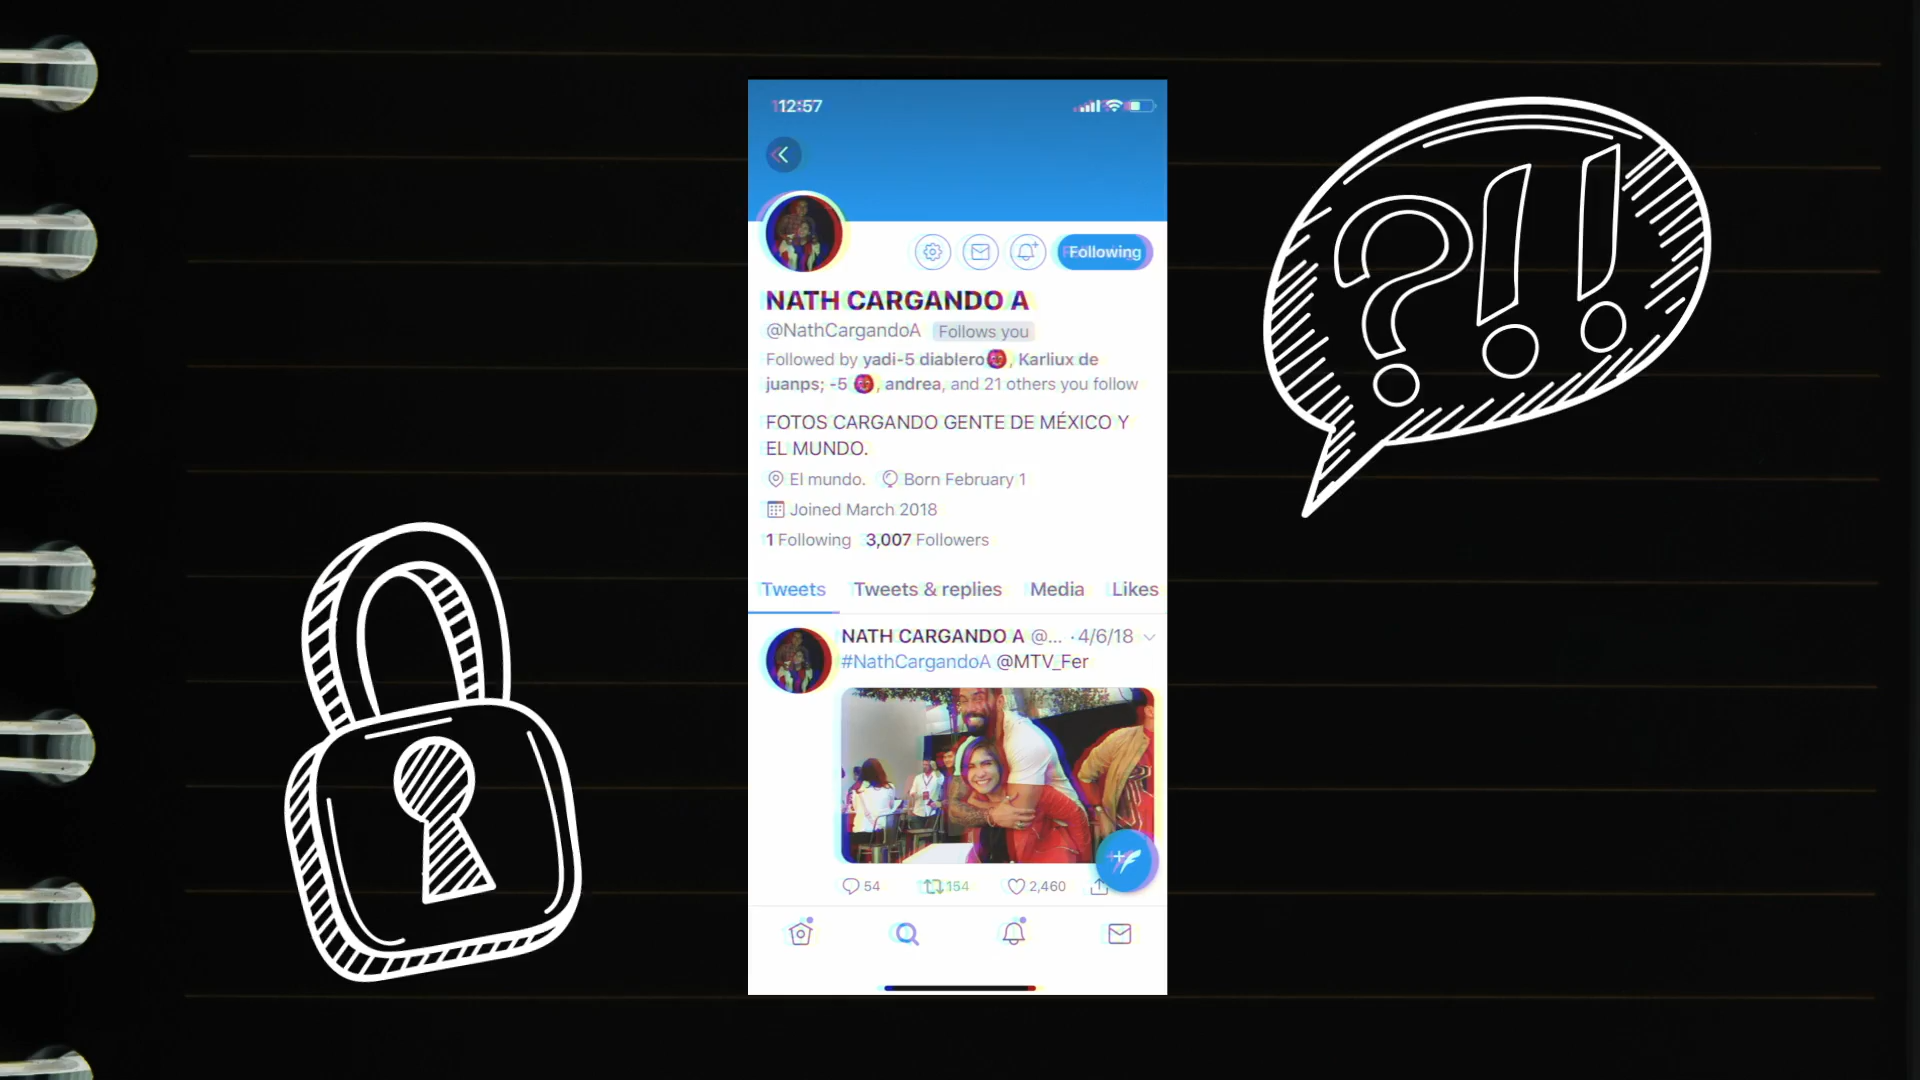 12:57
Following
NATH CARGANDO A
@NathCargandoA Follows you
Followed by yadi-5 diablero👹, Karliux de
juanps; -5 👹, andrea, and 21 others you follow
FOTOS CARGANDO GENTE DE MÉXICO Y
EL MUNDO.
El mundo. Born February 1
Joined March 2018
1 Following 3,007 Followers
Tweets Tweets & replies Media Likes
NATH CARGANDO A @... · 4/6/18
#NathCargandoA @MTV_Fer
54 154 2,460
?!!